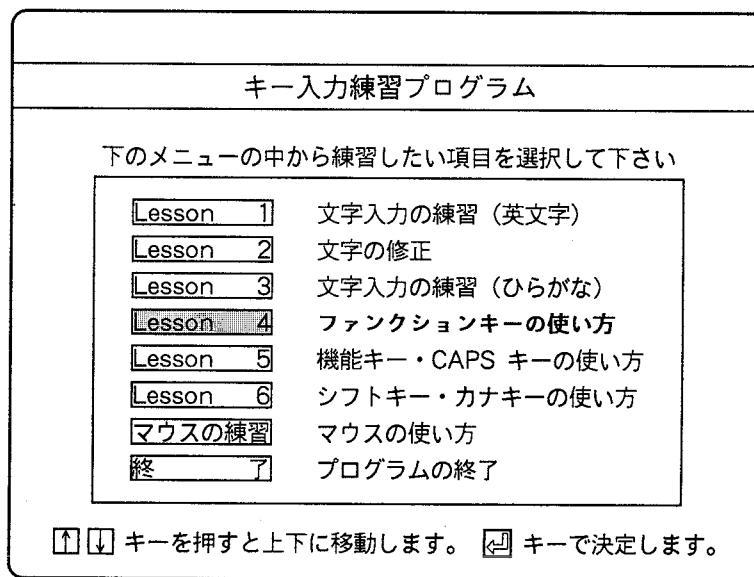 キー入力練習プログラム
下のメニューの中から練習したい項目を選択して下さい
Lesson 1 文字入力の練習（英文字）
Lesson 2 文字の修正
Lesson 3 文字入力の練習（ひらがな）
Lesson 4 ファンクションキーの使い方
Lesson 5 機能キー・CAPS キーの使い方
Lesson 6 シフトキー・カナキーの使い方
マウスの練習 マウスの使い方
終 了 プログラムの終了
↑ ↓ キーを押すと上下に移動します。 ⏎ キーで決定します。